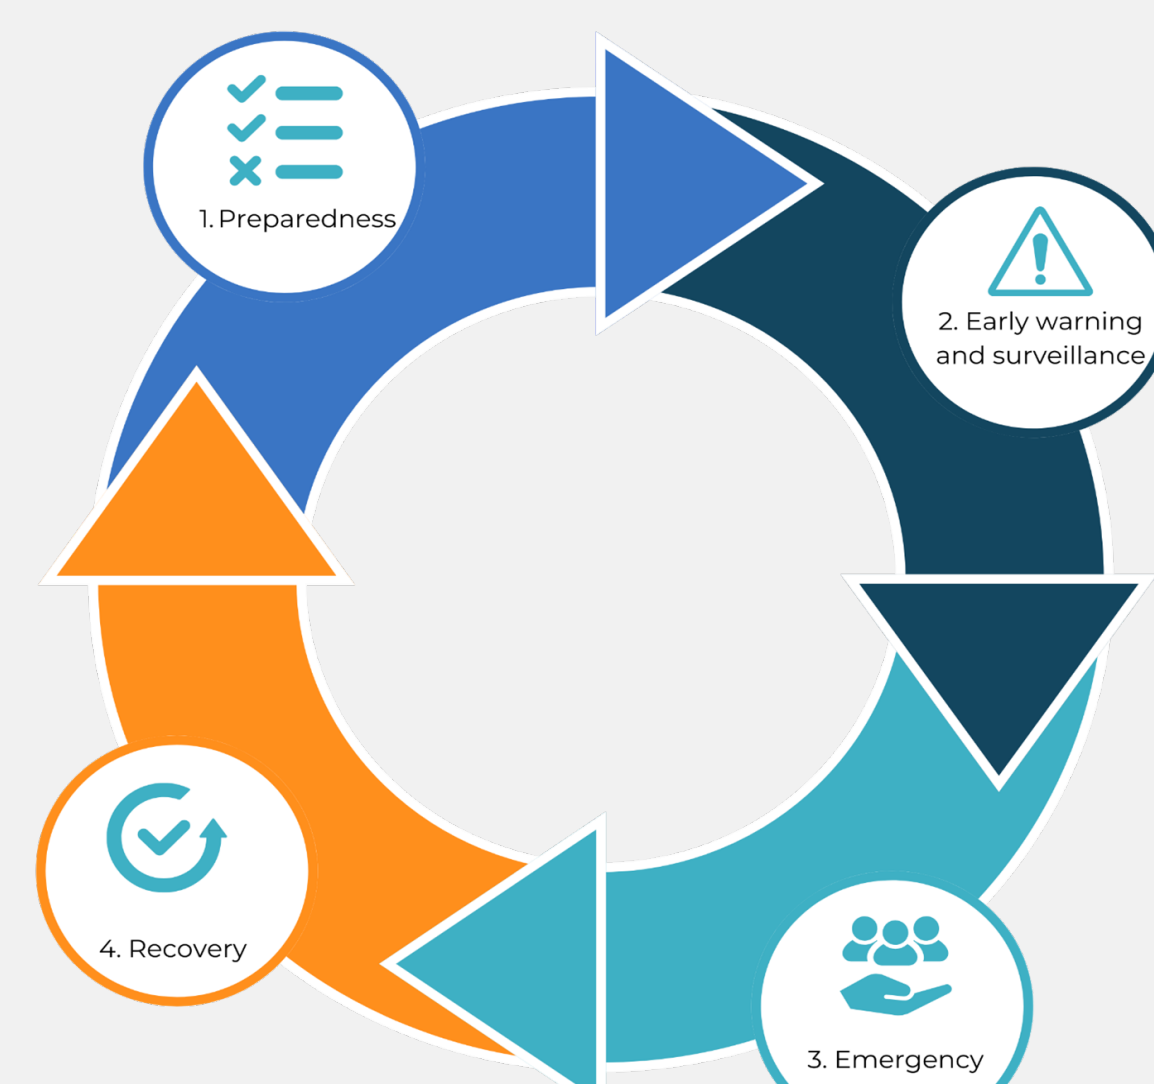 1. Preparedness
2. Early warning
and surveillance
3. Emergency
4. Recovery